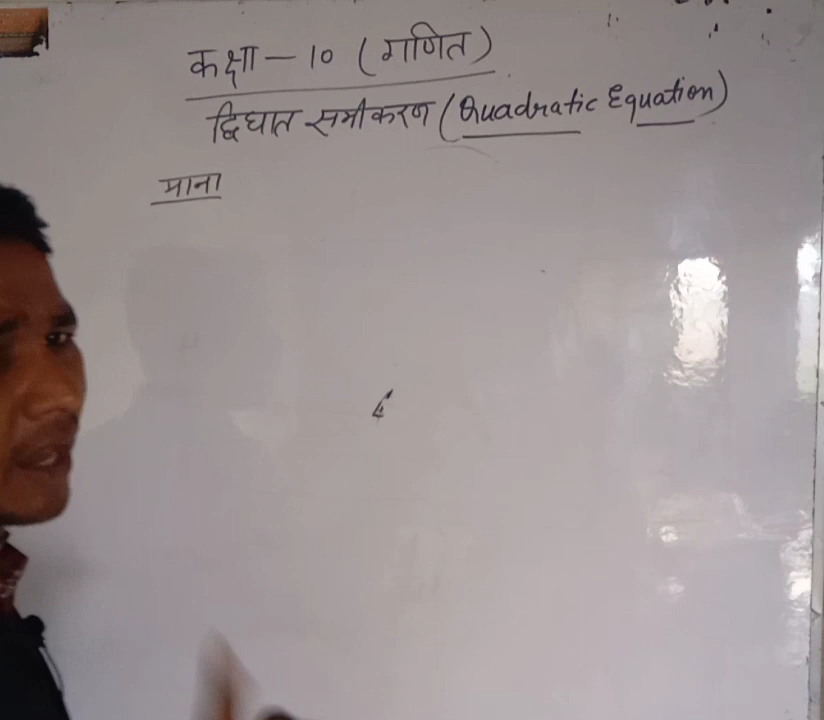 कक्षा - 10 (गणित)
द्विघात समीकरण (Quadratic Equation)
माना